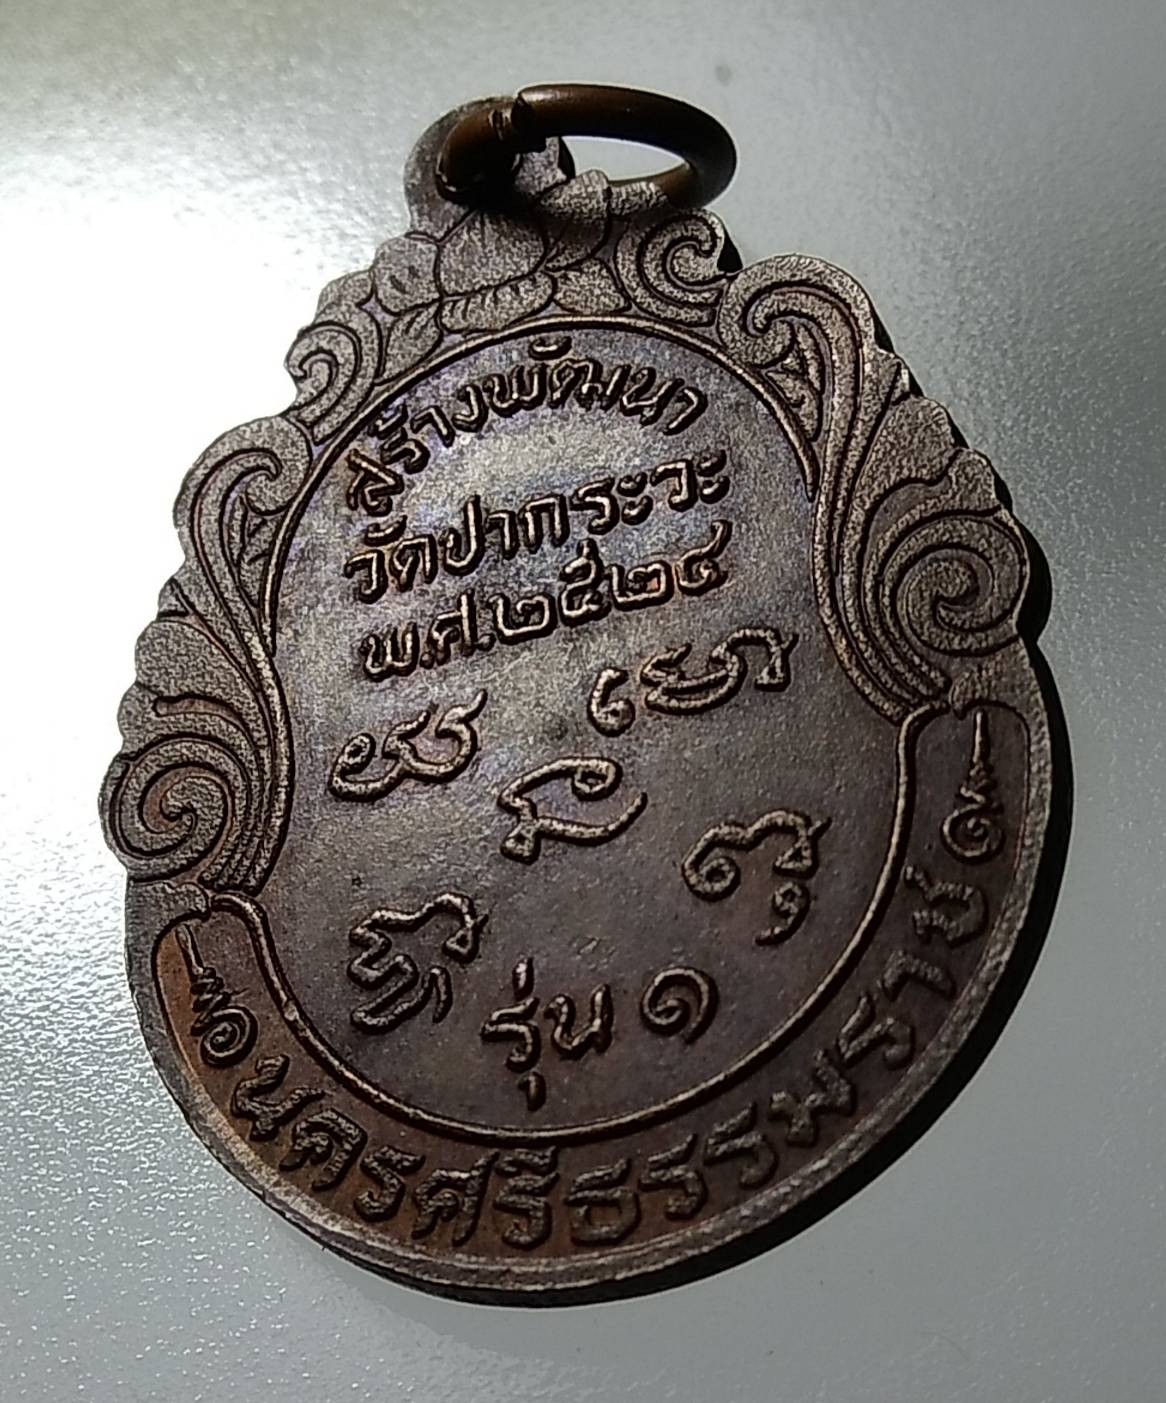 สร้างพัฒนา
วัดปากระวะ
พ.ศ.๒๕๒๔
รุ่น ๑
นครศรีธรรมราช